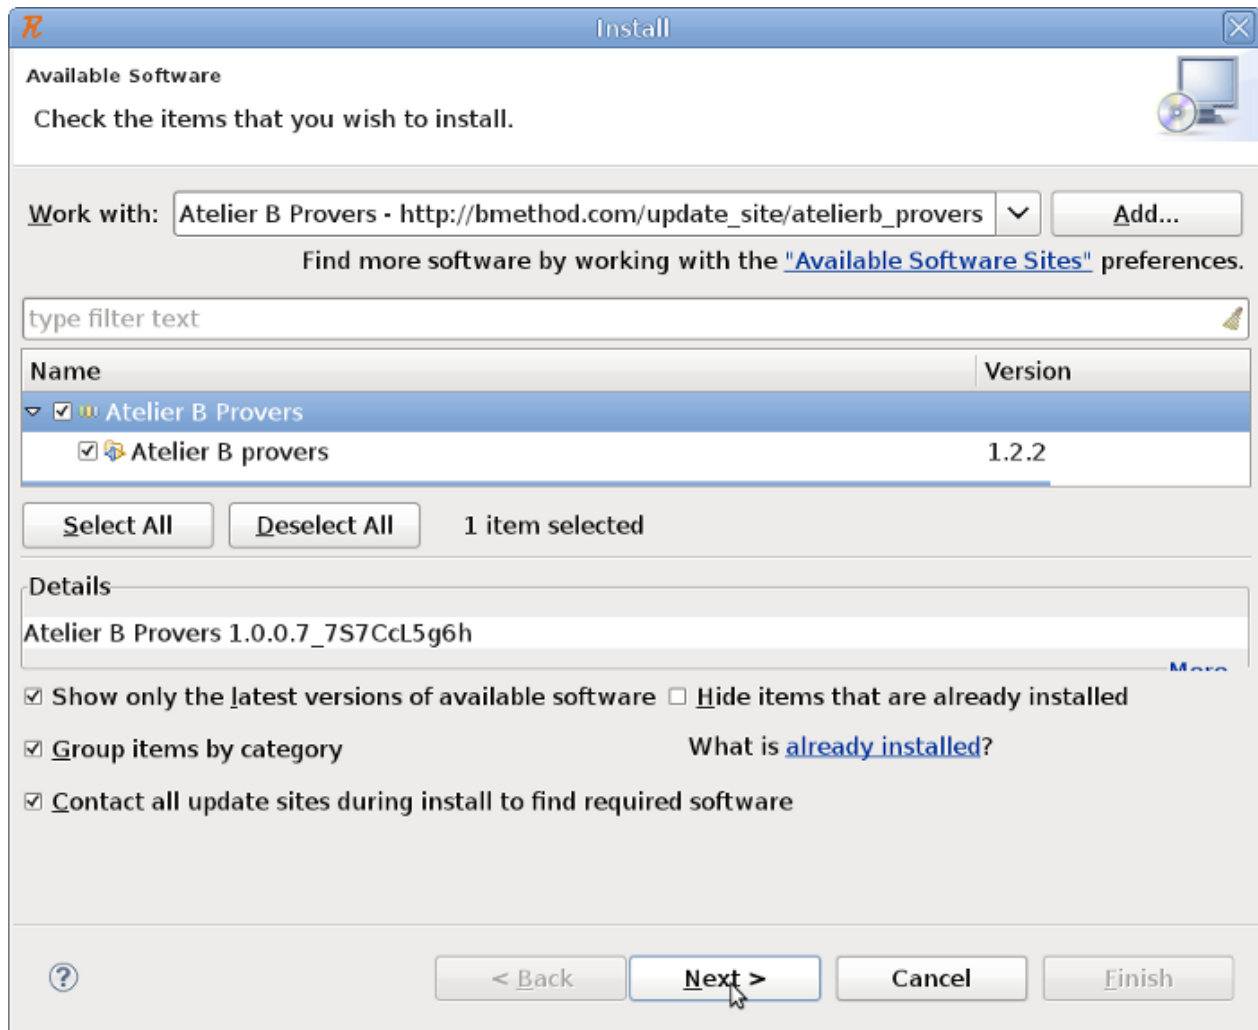 Install
Available Software
Check the items that you wish to install.
Work with: Atelier B Provers - http://bmethod.com/update_site/atelierb_provers Add...
Find more software by working with the "Available Software Sites" preferences.
type filter text
Name Version
Atelier B Provers
Atelier B provers 1.2.2
Select All Deselect All 1 item selected
Details
Atelier B Provers 1.0.0.7_7S7CcL5g6h
More...
Show only the latest versions of available software Hide items that are already installed
Group items by category What is already installed?
Contact all update sites during install to find required software
< Back Next > Cancel Finish